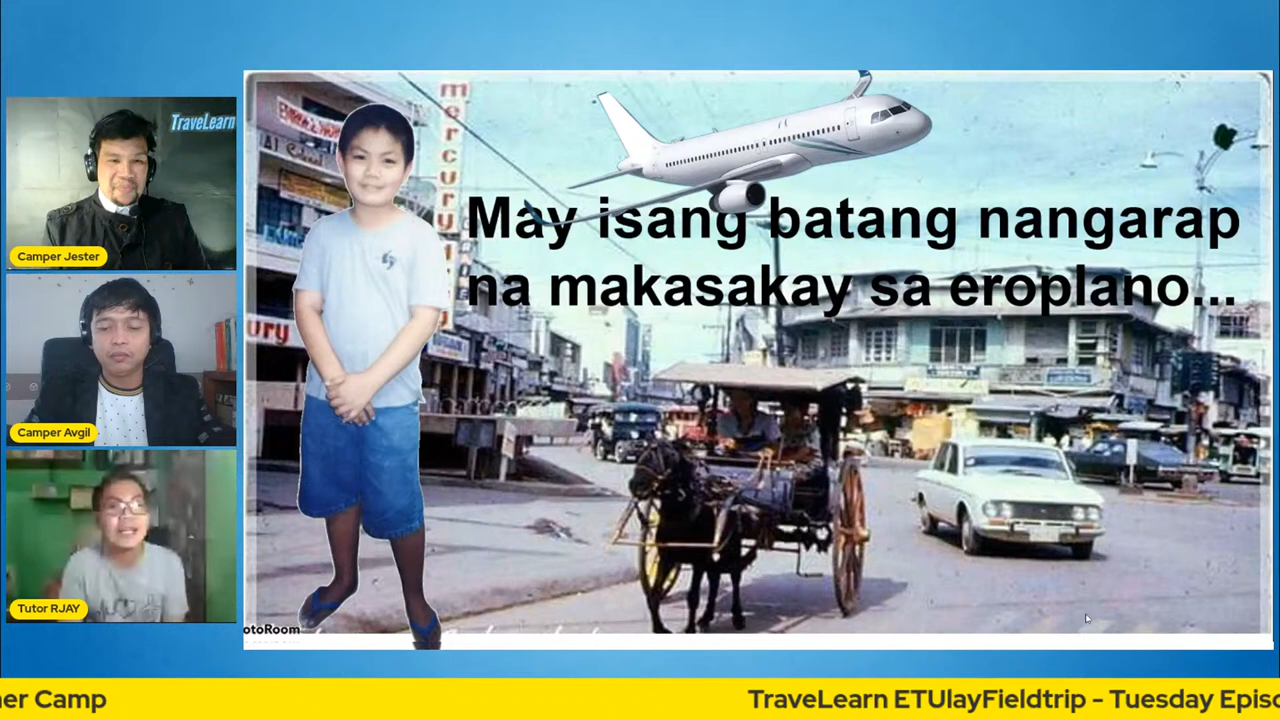 TraveLearn
Camper Jester
Camper Avgil
Tutor RJAY
mercury
ury
May isang batang nangarap
na makasakay sa eroplano...
otoRoom
er Camp
TraveLearn ETUlayFieldtrip - Tuesday Episo